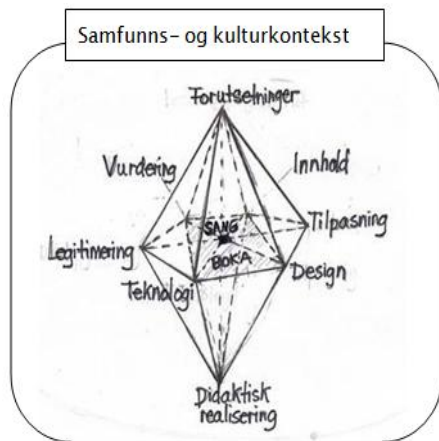 Samfunns- og kulturkontekst
Forutsetninger
Vurdering
Innhold
SANG
Tilpasning
Legitimering
BOKA
Design
Teknologi
Didaktisk
realisering